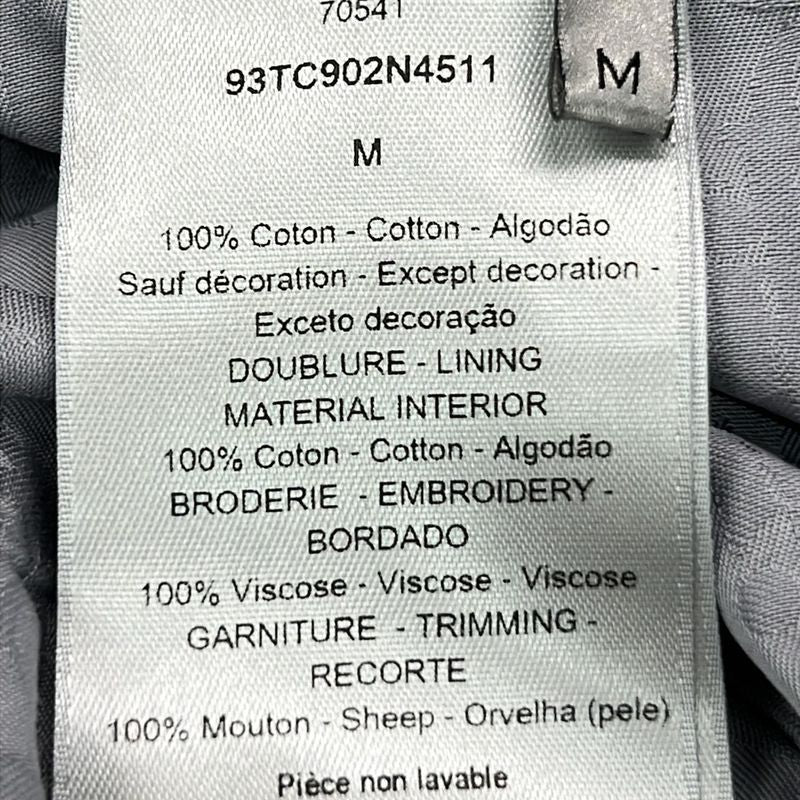 70541
93TC902N4511
M
M
100% Coton - Cotton - Algodão
Sauf décoration - Except decoration -
Exceto decoração
DOUBLURE - LINING
MATERIAL INTERIOR
100% Coton - Cotton - Algodão
BRODERIE - EMBROIDERY -
BORDADO
100% Viscose - Viscose - Viscose
GARNITURE - TRIMMING -
RECORTE
100% Mouton - Sheep - Orvelha (pele)
Pièce non lavable